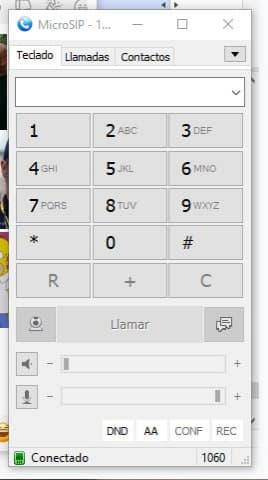 MicroSIP - 1...
Teclado Llamadas Contactos
1 2 ABC 3 DEF
4 GHI 5 JKL 6 MNO
7 PQRS 8 TUV 9 WXYZ
* 0 #
R + C
Llamar
- +
- +
DND AA CONF REC
Conectado 1060